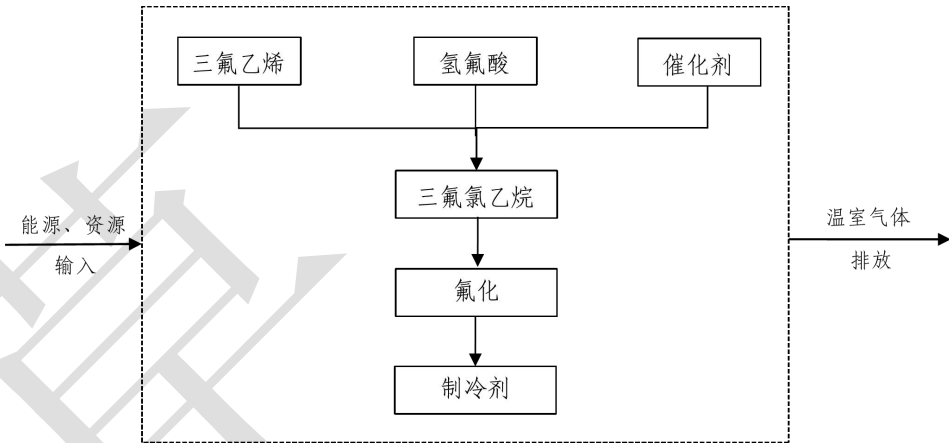 三氟乙烯
氢氟酸
催化剂
三氟氯乙烷
能源、资源
输入
温室气体
排放
氟化
制冷剂